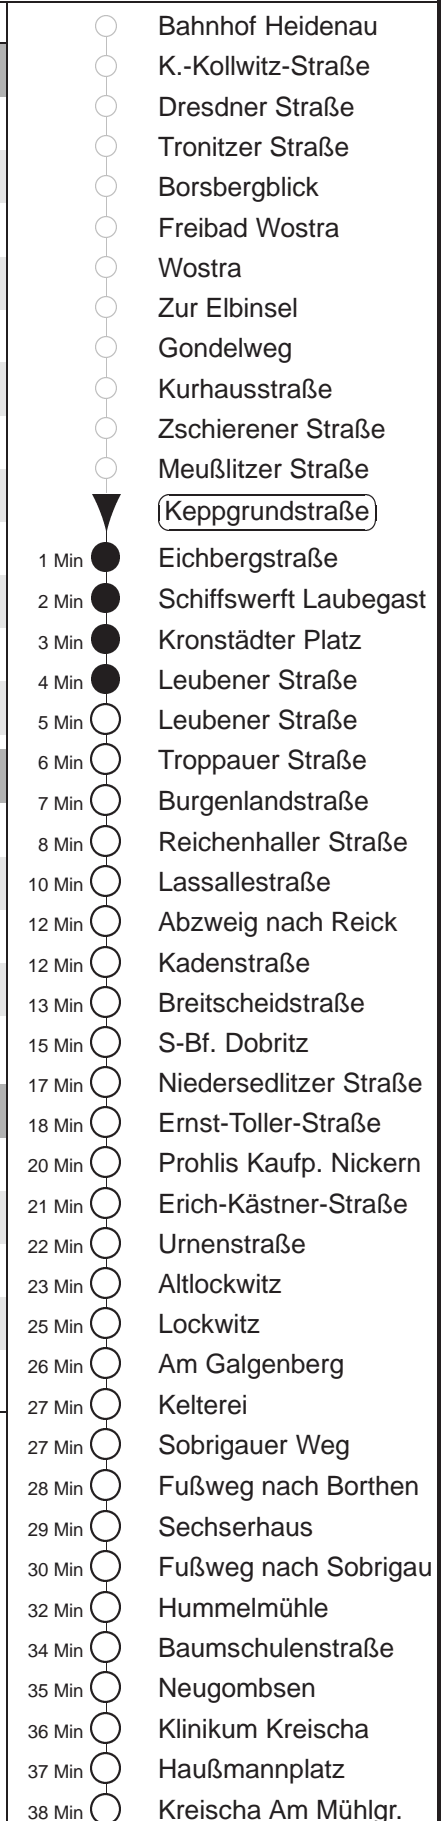 Bahnhof Heidenau
K.-Kollwitz-Straße
Dresdner Straße
Tronitzer Straße
Borsbergblick
Freibad Wostra
Wostra
Zur Elbinsel
Gondelweg
Kurhausstraße
Zschierener Straße
Meußlitzer Straße
Keppgrundstraße
1 Min Eichbergstraße
2 Min Schiffswerft Laubegast
3 Min Kronstädter Platz
4 Min Leubener Straße
5 Min Leubener Straße
6 Min Troppauer Straße
7 Min Burgenlandstraße
8 Min Reichenhaller Straße
10 Min Lassallestraße
12 Min Abzweig nach Reick
12 Min Kadenstraße
13 Min Breitscheidstraße
15 Min S-Bf. Dobritz
17 Min Niedersedlitzer Straße
18 Min Ernst-Toller-Straße
20 Min Prohlis Kaufp. Nickern
21 Min Erich-Kästner-Straße
22 Min Urnenstraße
23 Min Altlockwitz
25 Min Lockwitz
26 Min Am Galgenberg
27 Min Kelterei
27 Min Sobrigauer Weg
28 Min Fußweg nach Borthen
29 Min Sechserhaus
30 Min Fußweg nach Sobrigau
32 Min Hummelmühle
34 Min Baumschulenstraße
35 Min Neugombsen
36 Min Klinikum Kreischa
37 Min Haußmannplatz
38 Min Kreischa Am Mühlgr.